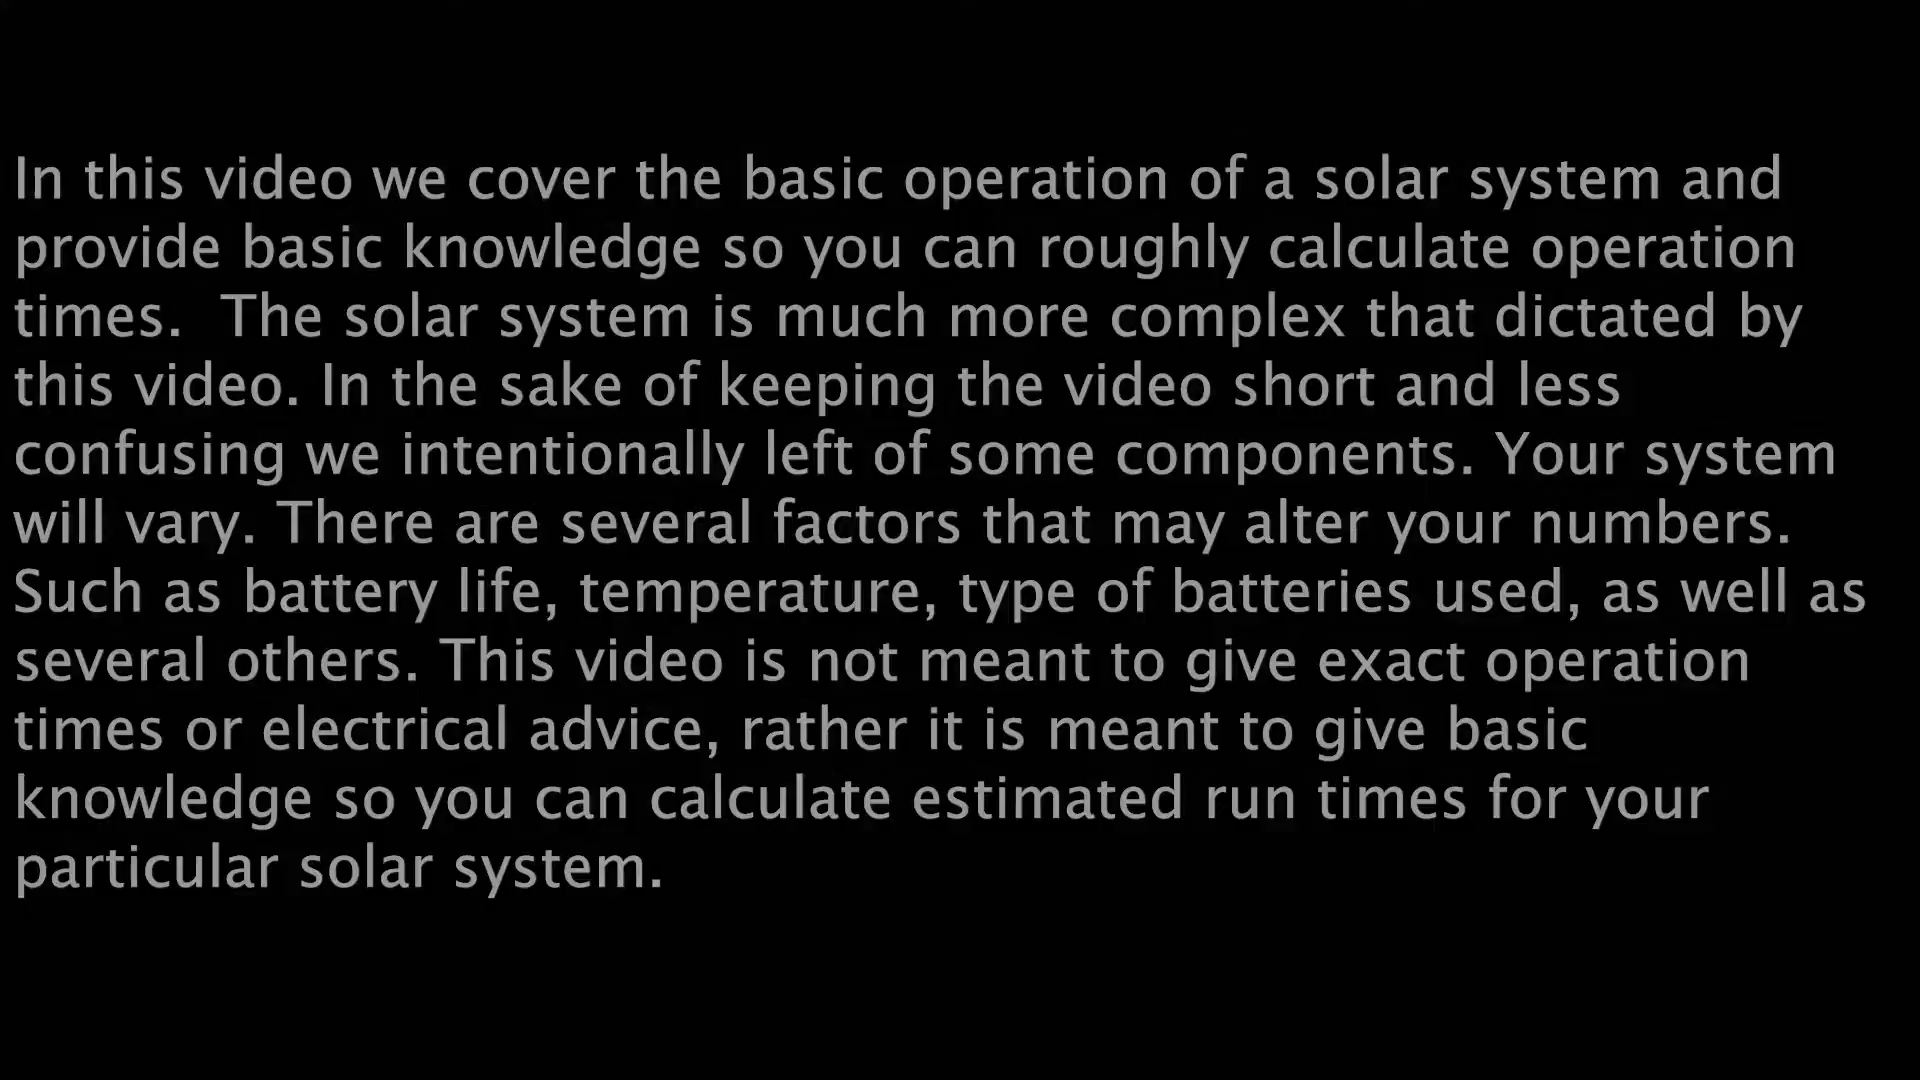 In this video we cover the basic operation of a solar system and
provide basic knowledge so you can roughly calculate operation
times.  The solar system is much more complex that dictated by
this video. In the sake of keeping the video short and less
confusing we intentionally left of some components. Your system
will vary. There are several factors that may alter your numbers.
Such as battery life, temperature, type of batteries used, as well as
several others. This video is not meant to give exact operation
times or electrical advice, rather it is meant to give basic
knowledge so you can calculate estimated run times for your
particular solar system.